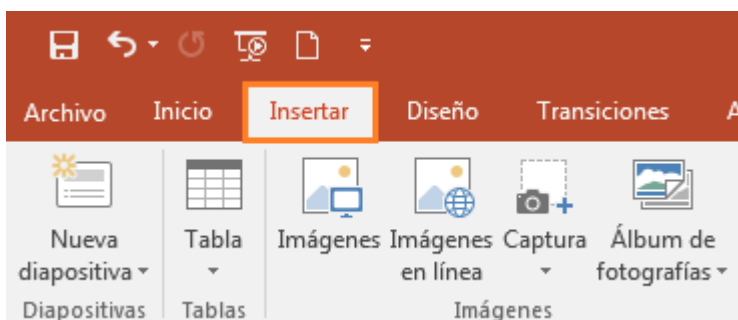 Archivo Inicio Insertar Diseño Transiciones A
Nueva diapositiva Tabla Imágenes Imágenes en línea Captura Álbum de fotografías
Diapositivas Tablas Imágenes